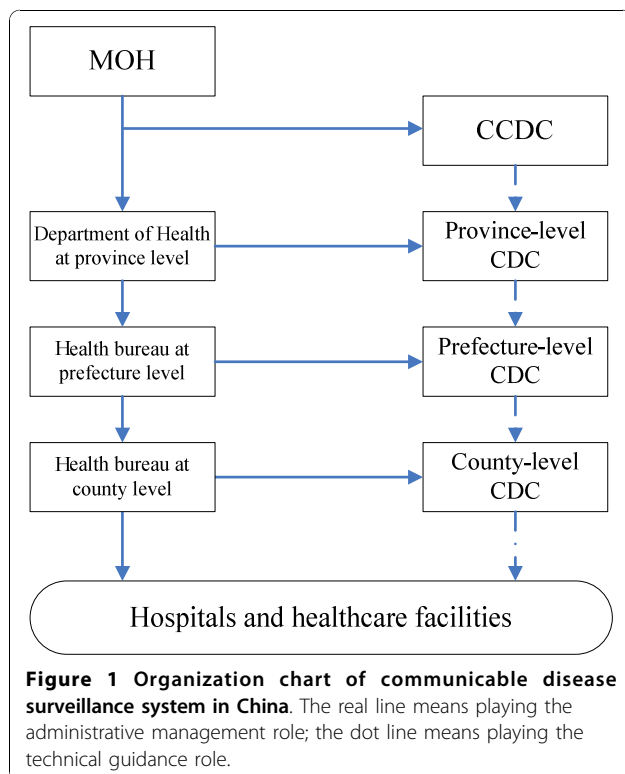 MOH
CCDC
Department of Health
at province level
Province-level
CDC
Health bureau at
prefecture level
Prefecture-level
CDC
Health bureau at
county level
County-level
CDC
Hospitals and healthcare facilities
Figure 1 Organization chart of communicable disease
surveillance system in China. The real line means playing the
administrative management role; the dot line means playing the
technical guidance role.